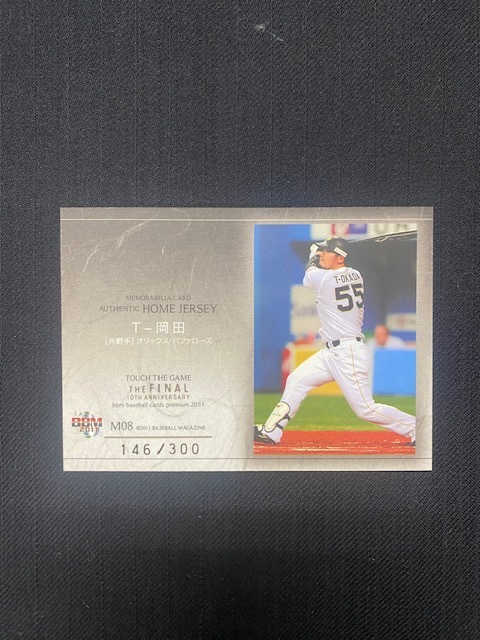 MEMORABILIA CARD
AUTHENTIC HOME JERSEY
T-岡田
[外野手] オリックス・バファローズ
TOUCH THE GAME
THE FINAL
10TH ANNIVERSARY
bbm baseball cards premium 2011
BBM
2011
M08 ©2011 BASEBALL MAGAZINE
146/300
T-OKADA
55